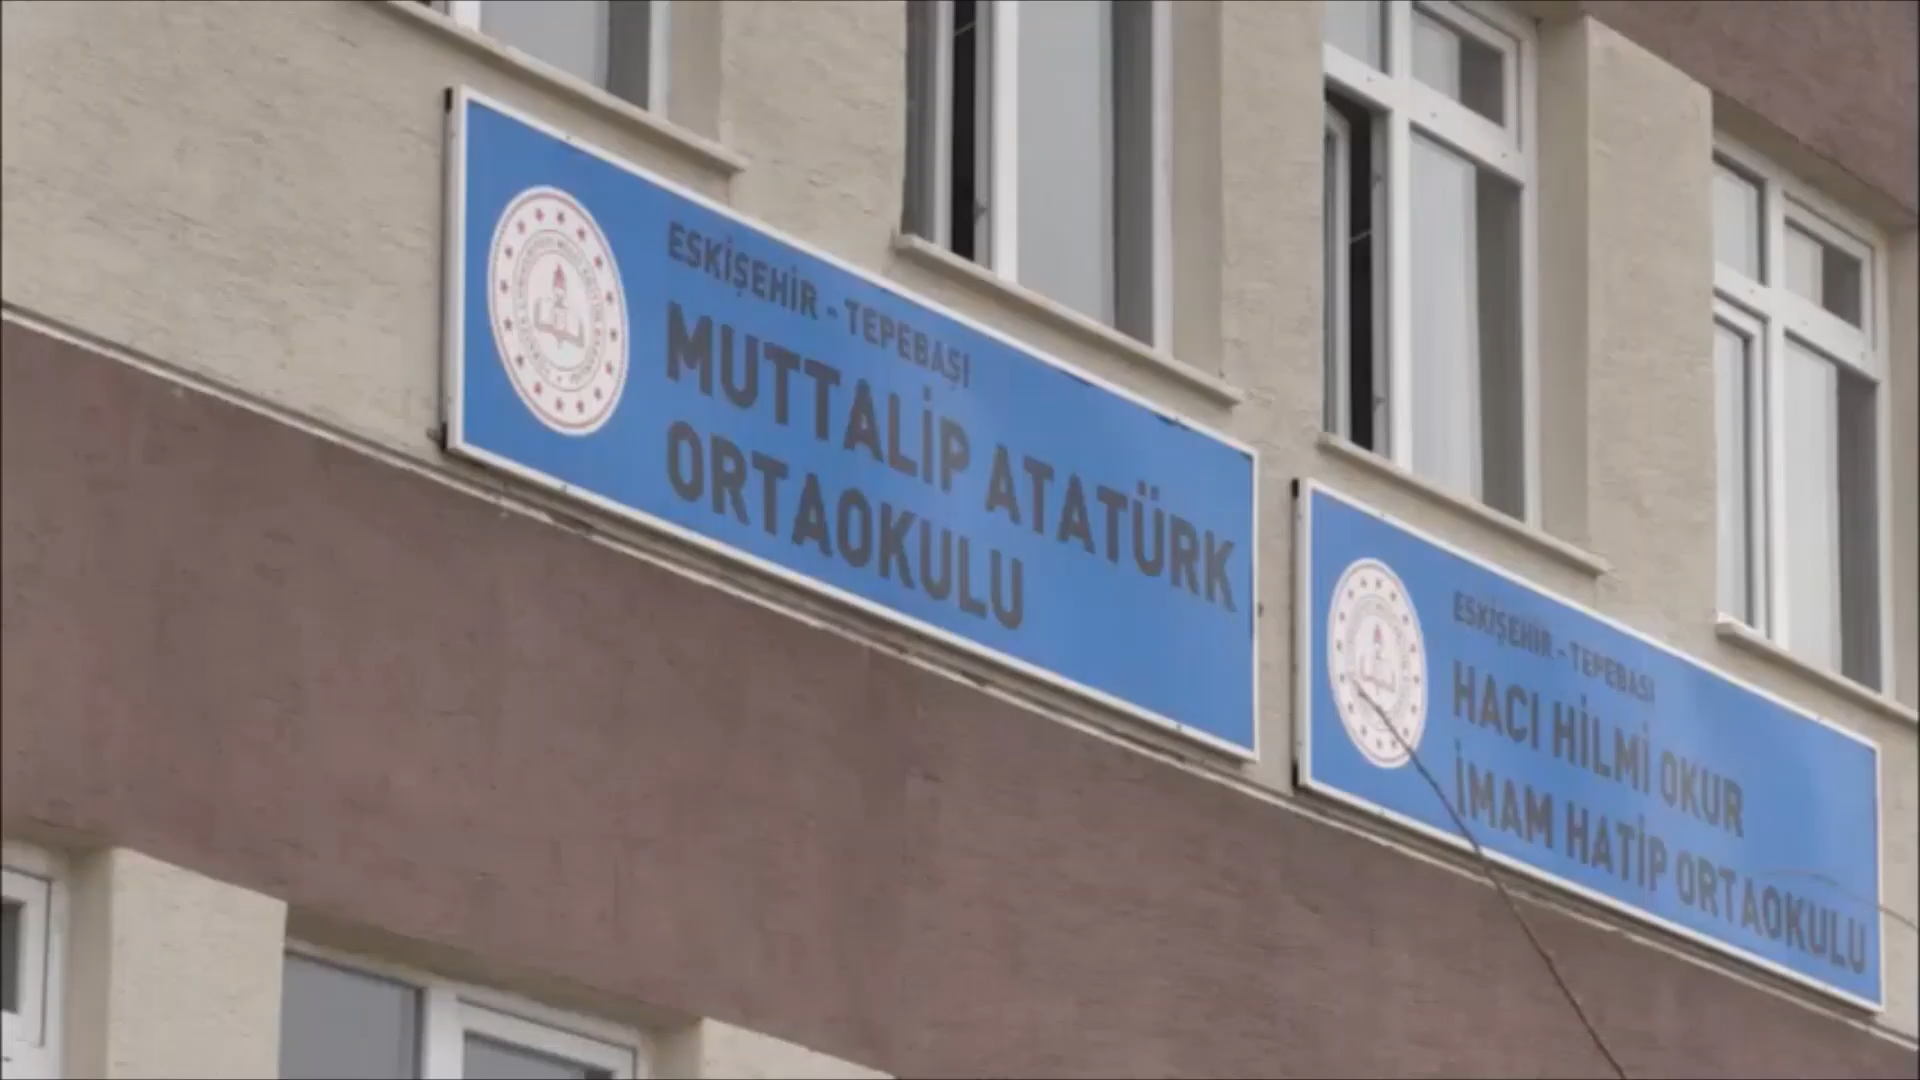 ESKİŞEHİR - TEPEBAŞI
MUTTALİP ATATÜRK
ORTAOKULU
ESKİŞEHİR - TEPEBAŞI
HACI HİLMİ OKUR
İMAM HATİP ORTAOKULU